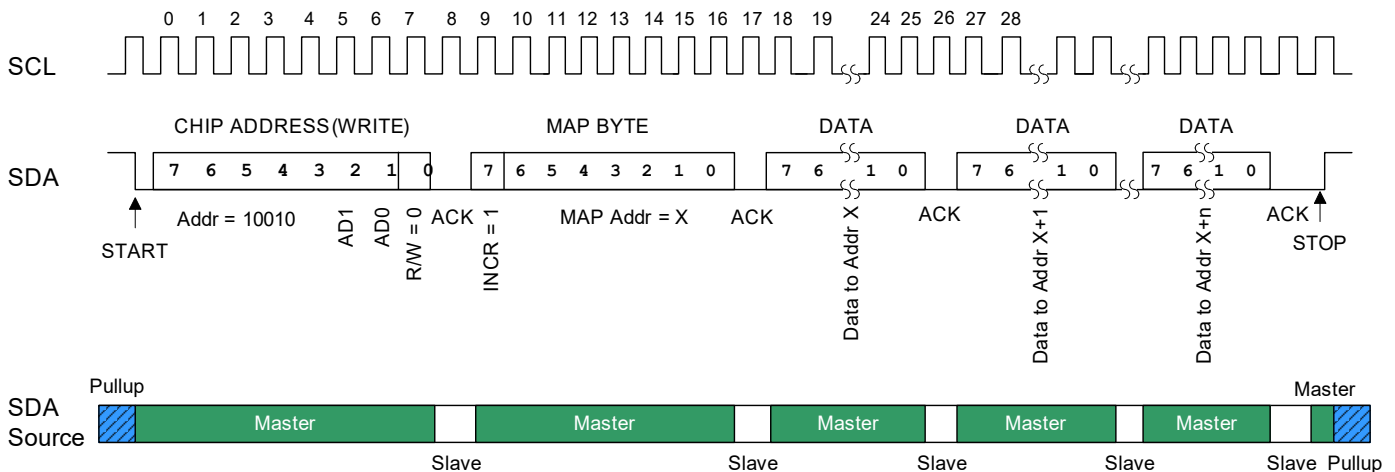 0 1 2 3 4 5 6 7 8 9 10 11 12 13 14 15 16 17 18 19 24 25 26 27 28
SCL
CHIP ADDRESS (WRITE) MAP BYTE DATA DATA DATA
SDA 7 6 5 4 3 2 1 0 7 6 5 4 3 2 1 0 7 6 1 0 7 6 1 0 7 6 1 0
START Addr = 10010 AD1 AD0 R/W = 0 ACK INCR = 1 MAP Addr = X ACK Data to Addr X ACK Data to Addr X+1 Data to Addr X+n ACK STOP
Pullup Master
SDA Source Master Master Master Master Master
Slave Slave Slave Slave Slave Pullup